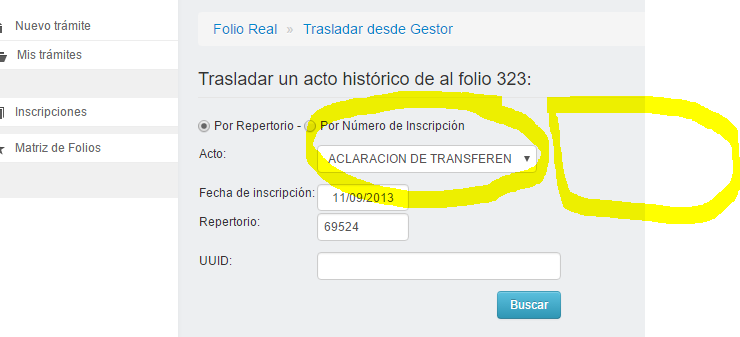 Nuevo trámite
Mis trámites
Inscripciones
Matriz de Folios
Folio Real » Trasladar desde Gestor
Trasladar un acto histórico de al folio 323:
Por Repertorio - Por Número de Inscripción
Acto: ACLARACION DE TRANSFEREN
Fecha de inscripción: 11/09/2013
Repertorio: 69524
UUID:
Buscar